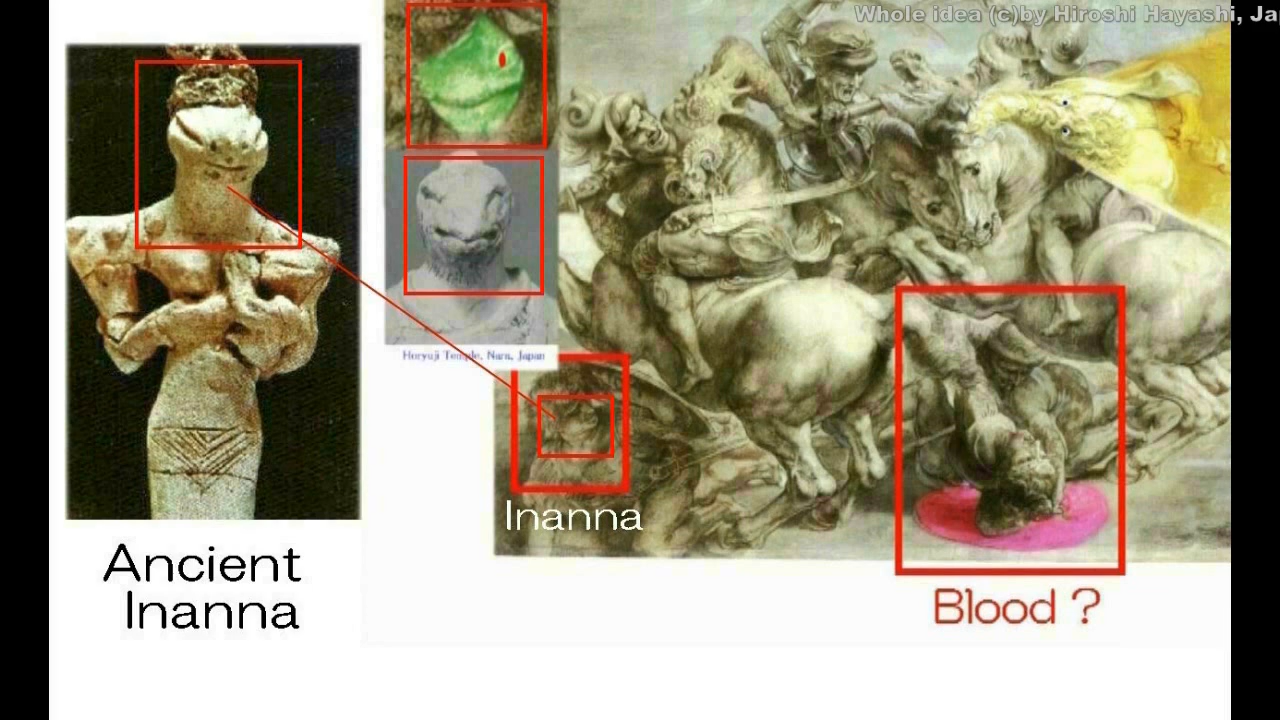 Whole idea (c)by Hiroshi Hayashi, Ja
Horyuji Temple, Nara, Japan
Inanna
Ancient
Inanna
Blood ?